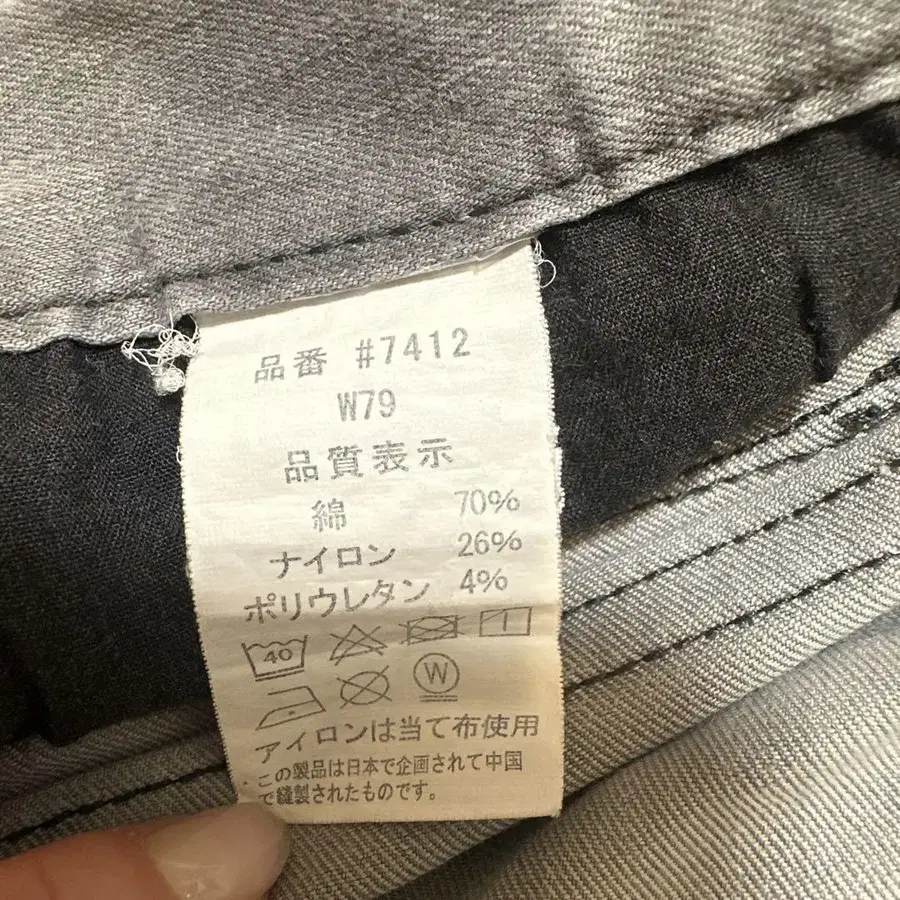 品番 #7412
W79
品質表示
綿 70%
ナイロン 26%
ポリウレタン 4%
40
W
アイロンは当て布使用
この製品は日本で企画されて中国
で縫製されたものです。